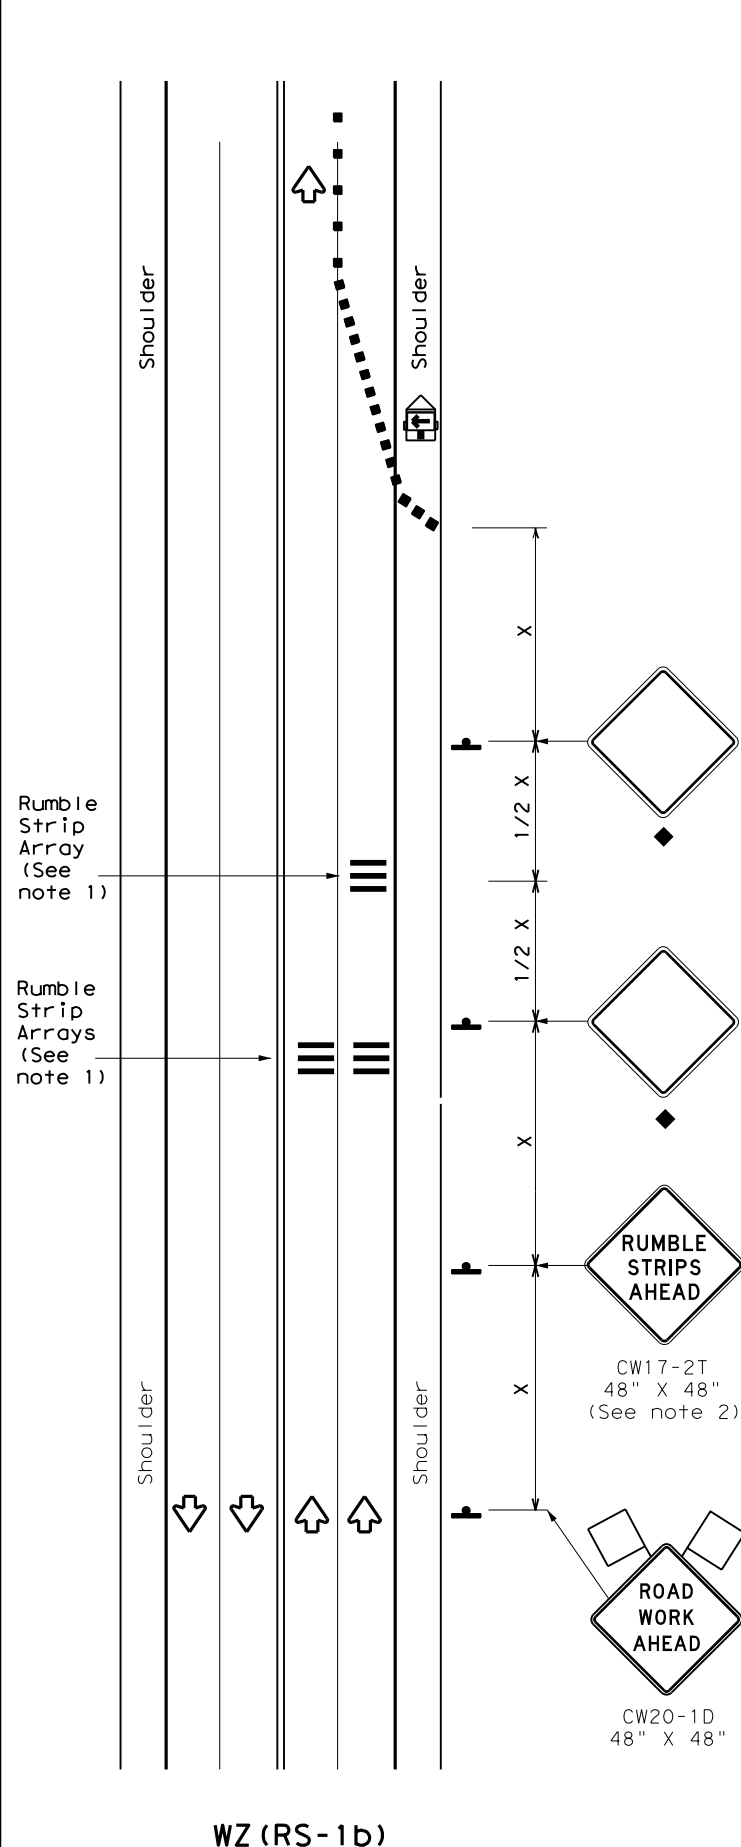 Shoulder
Shoulder
X
1/2 X
Rumble
Strip
Array
(See
note 1)
1/2 X
Rumble
Strip
Arrays
(See
note 1)
X
RUMBLE
STRIPS
AHEAD
CW17-2T
48" X 48"
(See note 2)
X
Shoulder
Shoulder
ROAD
WORK
AHEAD
CW20-1D
48" X 48"
WZ(RS-1b)